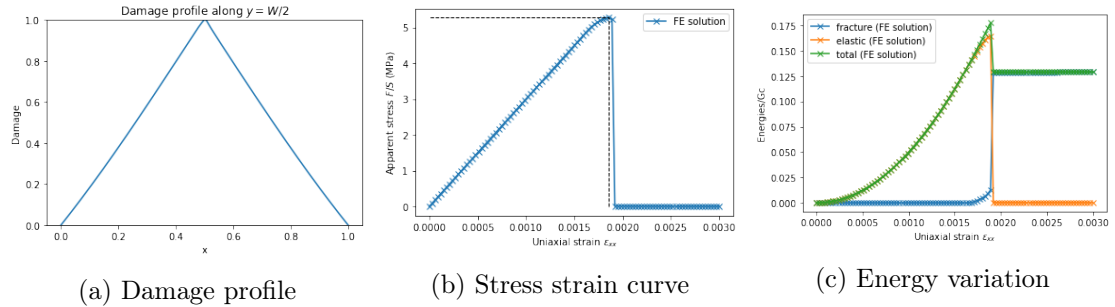 Damage profile along y = W/2
1.0
0.8
0.6
0.4
0.2
0.0
Damage
0.0 0.2 0.4 0.6 0.8 1.0
x
(a) Damage profile
FE solution
5
4
3
2
1
0
Apparent stress F/S (MPa)
0.0000 0.0005 0.0010 0.0015 0.0020 0.0025 0.0030
Uniaxial strain εxx
(b) Stress strain curve
fracture (FE solution)
elastic (FE solution)
total (FE solution)
0.175
0.150
0.125
0.100
0.075
0.050
0.025
0.000
Energies/Gc
0.0000 0.0005 0.0010 0.0015 0.0020 0.0025 0.0030
Uniaxial strain εxx
(c) Energy variation